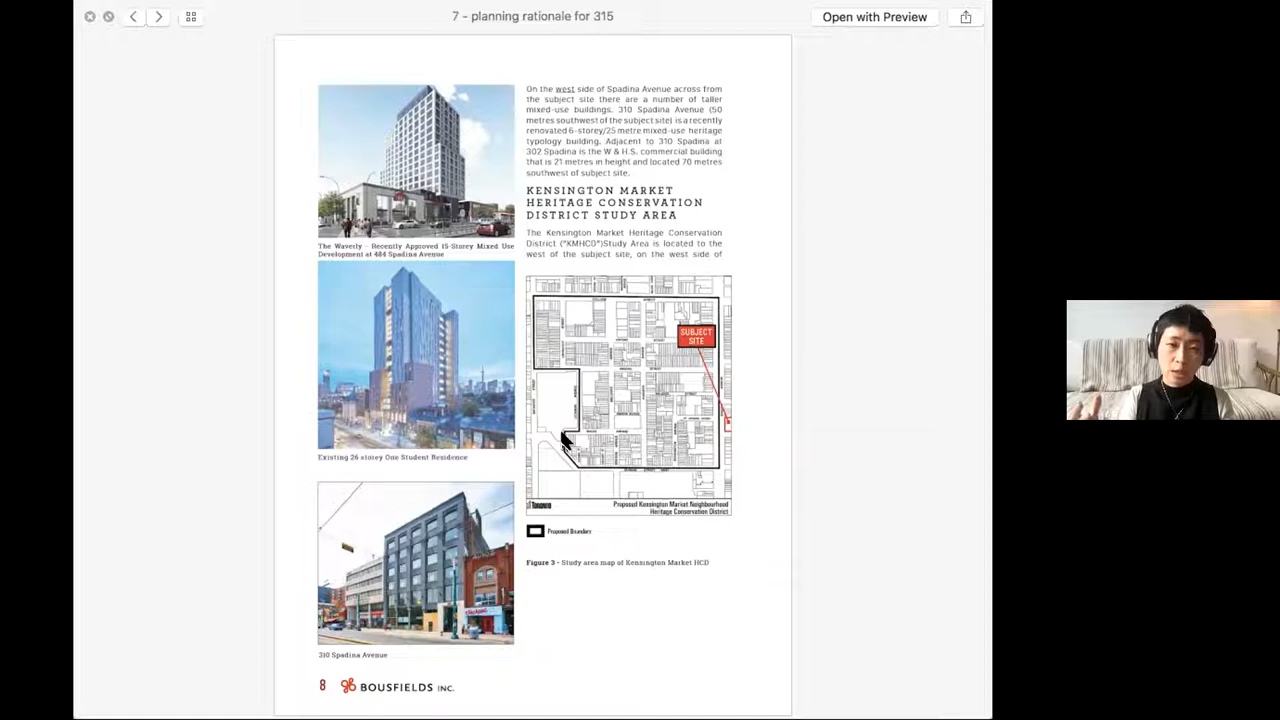 7 - planning rationale for 315
Open with Preview
On the west side of Spadina Avenue across from
the subject site there are a number of taller
mixed-use buildings. 310 Spadina Avenue (50
metres southwest of the subject site) is a recently
renovated 6-storey/25 metre mixed-use heritage
typology building. Adjacent to 310 Spadina at
302 Spadina is the W & H.S. commercial building
that is 21 metres in height and located 70 metres
southwest of subject site.
KENSINGTON MARKET
HERITAGE CONSERVATION
DISTRICT STUDY AREA
The Kensington Market Heritage Conservation
District ("KMHCD")Study Area is located to the
west of the subject site, on the west side of
The Waverly - Recently Approved 15-Storey Mixed Use
Development at 484 Spadina Avenue
Existing 26 storey One Student Residence
310 Spadina Avenue
SUBJECT
SITE
TORONTO
Proposed Kensington Market Neighbourhood
Heritage Conservation District
Proposed Boundary
Figure 3 - Study area map of Kensington Market HCD
8
BOUSFIELDS INC.